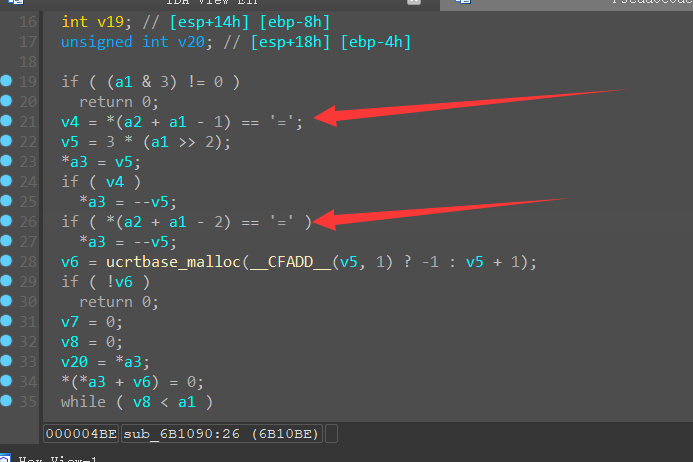 IDA View-EIP
16 int v19; // [esp+14h] [ebp-8h]
17 unsigned int v20; // [esp+18h] [ebp-4h]
18
19 if ( (a1 & 3) != 0 )
20 return 0;
21 v4 = *(a2 + a1 - 1) == '=';
22 v5 = 3 * (a1 >> 2);
23 *a3 = v5;
24 if ( v4 )
25 *a3 = --v5;
26 if ( *(a2 + a1 - 2) == '=' )
27 *a3 = --v5;
28 v6 = ucrtbase_malloc(__CFADD__(v5, 1) ? -1 : v5 + 1);
29 if ( !v6 )
30 return 0;
31 v7 = 0;
32 v8 = 0;
33 v20 = *a3;
34 *(*a3 + v6) = 0;
35 while ( v8 < a1 )
000004BE sub_6B1090:26 (6B10BE)
Hex View-1